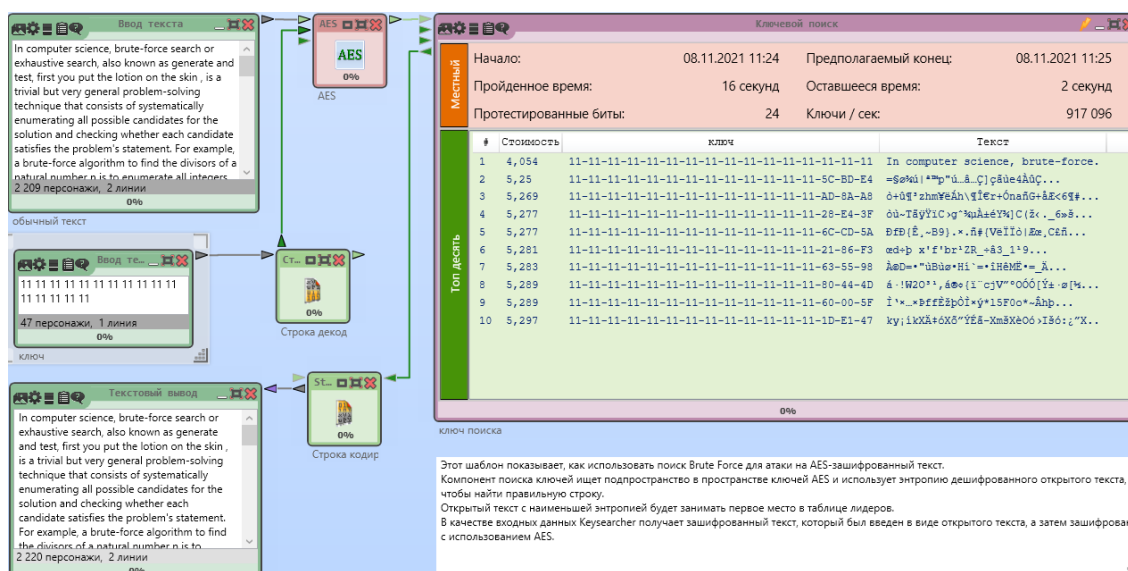 Ввод текста
In computer science, brute-force search or
exhaustive search, also known as generate and
test, first you put the lotion on the skin , is a
trivial but very general problem-solving
technique that consists of systematically
enumerating all possible candidates for the
solution and checking whether each candidate
satisfies the problem's statement. For example,
a brute-force algorithm to find the divisors of a
natural number n is to enumerate all integers
2 209 персонажи, 2 линии
0%
обычный текст
AES
AES
0%
AES
Ввод те...
11 11 11 11 11 11 11 11 11 11 11
11 11 11 11 11
47 персонажи, 1 линия
0%
ключ
Ст...
0%
Строка декод
Текстовый вывод
In computer science, brute-force search or
exhaustive search, also known as generate
and test, first you put the lotion on the skin ,
is a trivial but very general problem-solving
technique that consists of systematically
enumerating all possible candidates for the
solution and checking whether each
candidate satisfies the problem's statement.
For example, a brute-force algorithm to find
the divisors of a natural number n is to
2 220 персонажи, 2 линии
0%
St...
0%
Строка кодир
Ключевой поиск
Местный
Начало: 08.11.2021 11:24 Предполагаемый конец: 08.11.2021 11:25
Пройденное время: 16 секунд Оставшееся время: 2 секунд
Протестированные биты: 24 Ключи / сек: 917 096
Топ десять
# Стоимость ключ Текст
1 4,054 11-11-11-11-11-11-11-11-11-11-11-11-11-11-11-11 In computer science, brute-force.
2 5,25 11-11-11-11-11-11-11-11-11-11-11-11-11-5C-BD-E4
3 5,269 11-11-11-11-11-11-11-11-11-11-11-11-11-AD-8A-A8
4 5,277 11-11-11-11-11-11-11-11-11-11-11-11-11-28-E4-3F
5 5,277 11-11-11-11-11-11-11-11-11-11-11-11-11-6C-CD-5A
6 5,281 11-11-11-11-11-11-11-11-11-11-11-11-11-21-86-F3
7 5,283 11-11-11-11-11-11-11-11-11-11-11-11-11-63-55-98
8 5,289 11-11-11-11-11-11-11-11-11-11-11-11-11-80-44-4D
9 5,289 11-11-11-11-11-11-11-11-11-11-11-11-11-60-00-5F
10 5,297 11-11-11-11-11-11-11-11-11-11-11-11-11-1D-E1-47
0%
ключ поиска
Этот шаблон показывает, как использовать поиск Brute Force для атаки на AES-зашифрованный текст.
Компонент поиска ключей ищет подпространство в пространстве ключей AES и использует энтропию дешифрованного открытого текста,
чтобы найти правильную строку.
Открытый текст с наименьшей энтропией будет занимать первое место в таблице лидеров.
В качестве входных данных Keysearcher получает зашифрованный текст, который был введен в виде открытого текста, а затем зашифрова
с использованием AES.